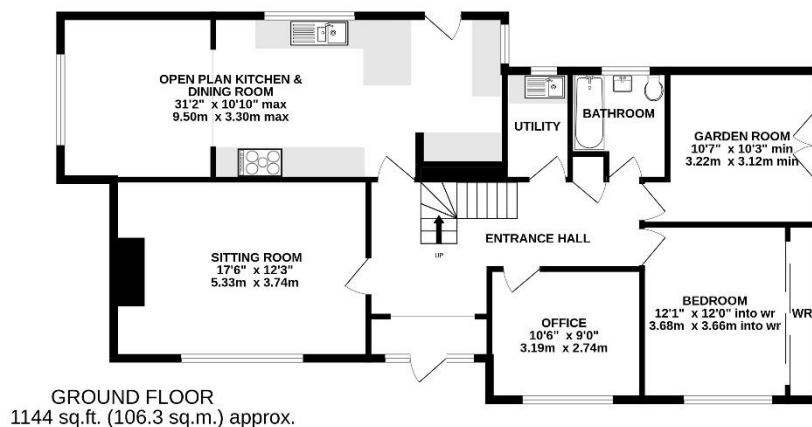 OPEN PLAN KITCHEN &
DINING ROOM
31'2" x 10'10" max
9.50m x 3.30m max
UTILITY
BATHROOM
GARDEN ROOM
10'7" x 10'3" min
3.22m x 3.12m min
SITTING ROOM
17'6" x 12'3"
5.33m x 3.74m
UP
ENTRANCE HALL
OFFICE
10'6" x 9'0"
3.19m x 2.74m
BEDROOM
12'1" x 12'0" into wr
3.68m x 3.66m into wr
WR
GROUND FLOOR
1144 sq.ft. (106.3 sq.m.) approx.